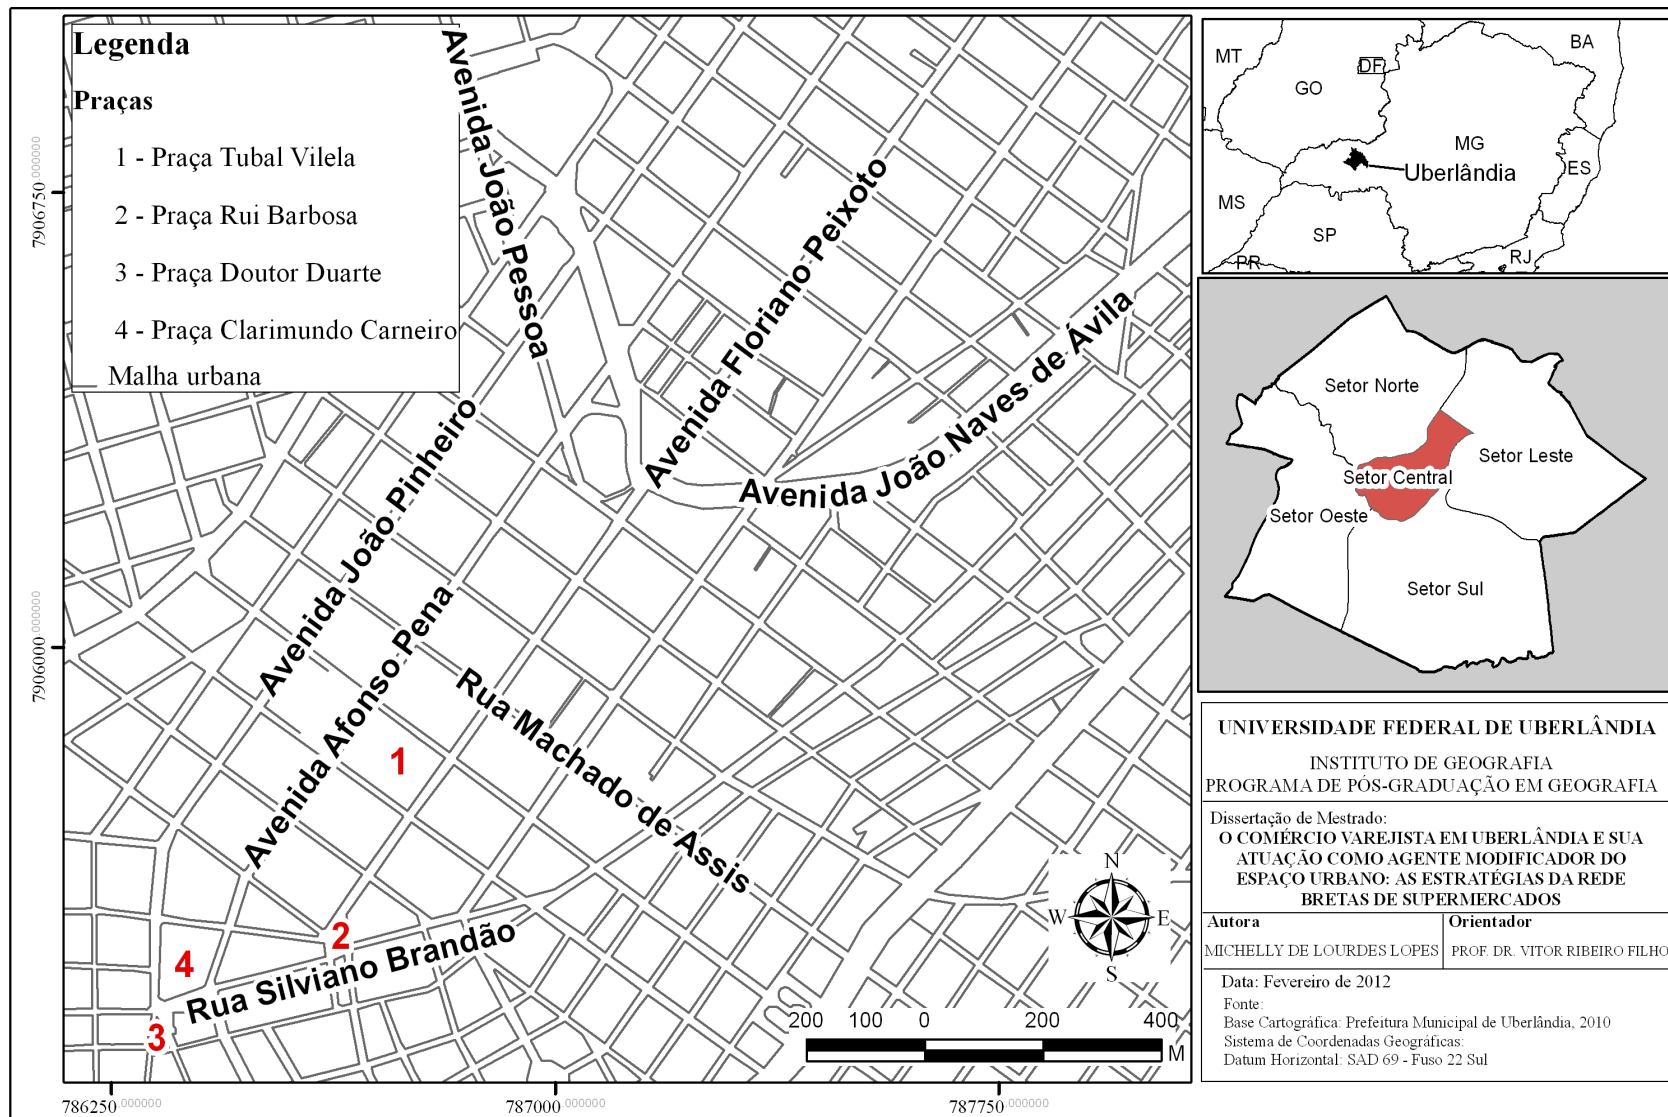 Legenda
Praças
1 - Praça Tubal Vilela
2 - Praça Rui Barbosa
3 - Praça Doutor Duarte
4 - Praça Clarimundo Carneiro
Malha urbana
Avenida João Pessoa
Avenida Floriano Peixoto
Avenida João Naves de Ávila
Avenida João Pinheiro
Avenida Afonso Pena
Rua Machado de Assis
Rua Silviano Brandão
1
2
4
3
7906750,000000
7906000,000000
786250,000000
787000,000000
787750,000000
N
W
E
S
200 100 0 200 400
M
MT
GO
DF
BA
MG
Uberlândia
ES
MS
SP
RJ
PR
Setor Norte
Setor Leste
Setor Central
Setor Oeste
Setor Sul
UNIVERSIDADE FEDERAL DE UBERLÂNDIA
INSTITUTO DE GEOGRAFIA
PROGRAMA DE PÓS-GRADUAÇÃO EM GEOGRAFIA
Dissertação de Mestrado:
O COMÉRCIO VAREJISTA EM UBERLÂNDIA E SUA
ATUAÇÃO COMO AGENTE MODIFICADOR DO
ESPAÇO URBANO: AS ESTRATÉGIAS DA REDE
BRETAS DE SUPERMERCADOS
Autora
MICHELLY DE LOURDES LOPES
Orientador
PROF. DR. VITOR RIBEIRO FILHO
Data: Fevereiro de 2012
Fonte:
Base Cartográfica: Prefeitura Municipal de Uberlândia, 2010
Sistema de Coordenadas Geográficas:
Datum Horizontal: SAD 69 - Fuso 22 Sul